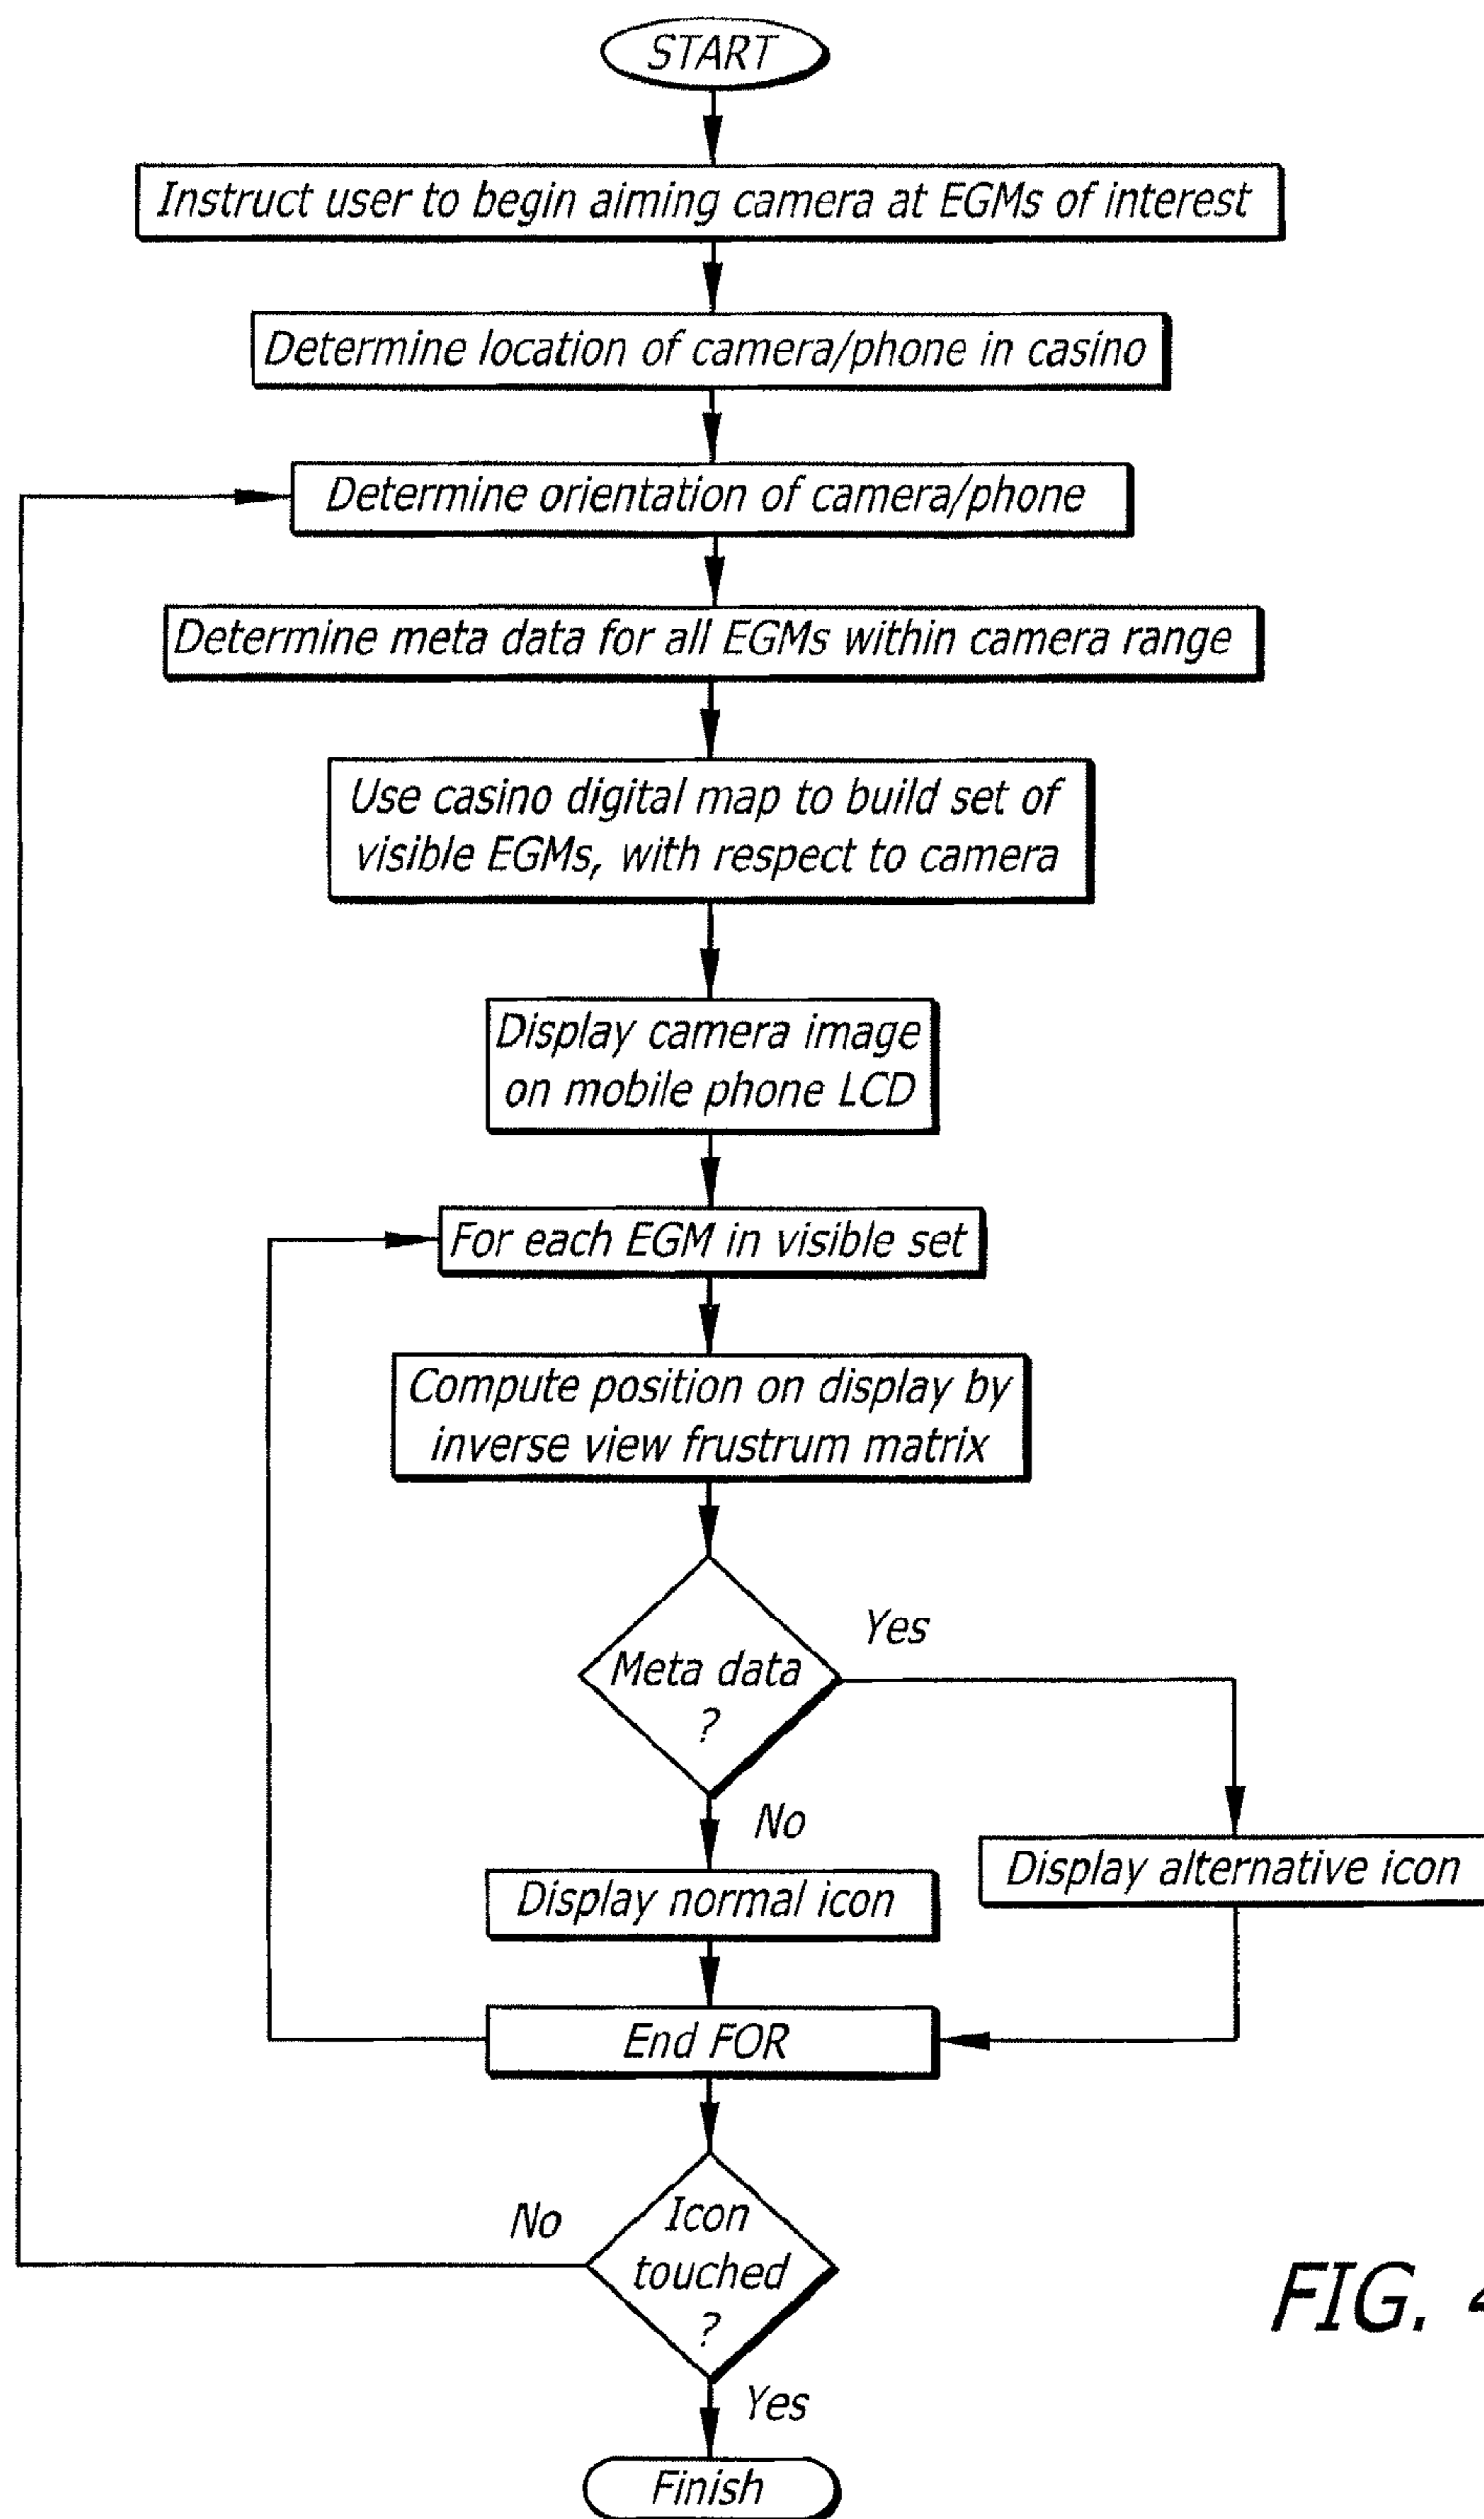 START
Instruct user to begin aiming camera at EGMs of interest
Determine location of camera/phone in casino
Determine orientation of camera/phone
Determine meta data for all EGMs within camera range
Use casino digital map to build set of
visible EGMs, with respect to camera
Display camera image
on mobile phone LCD
For each EGM in visible set
Compute position on display by
inverse view frustrum matrix
Meta data
?
Yes
No
Display alternative icon
Display normal icon
End FOR
Icon
touched
?
No
Yes
Finish
FIG. 4